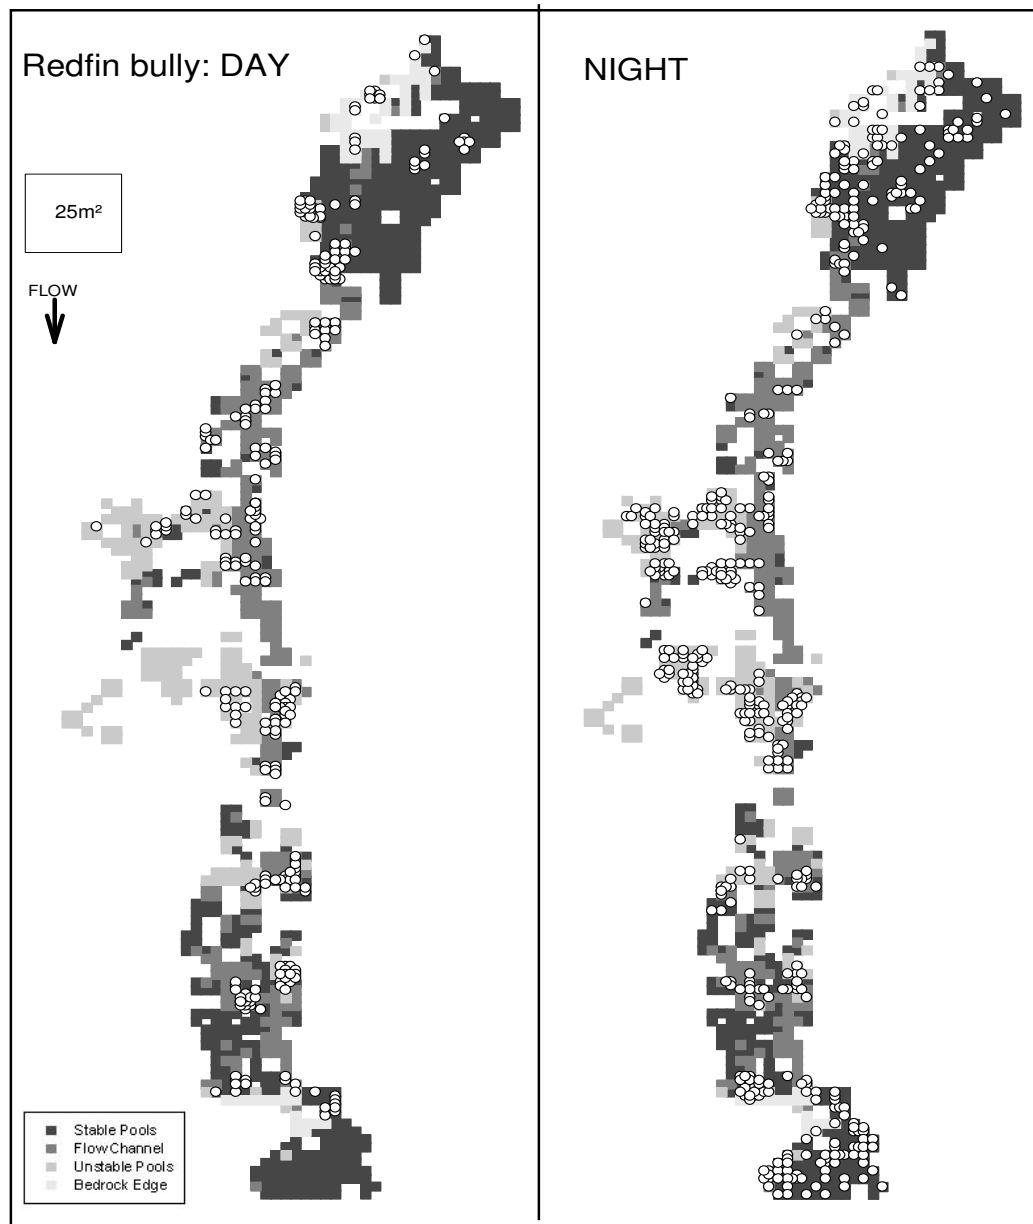 Redfin bully: DAY
NIGHT
25m²
FLOW
Stable Pools
Flow Channel
Unstable Pools
Bedrock Edge